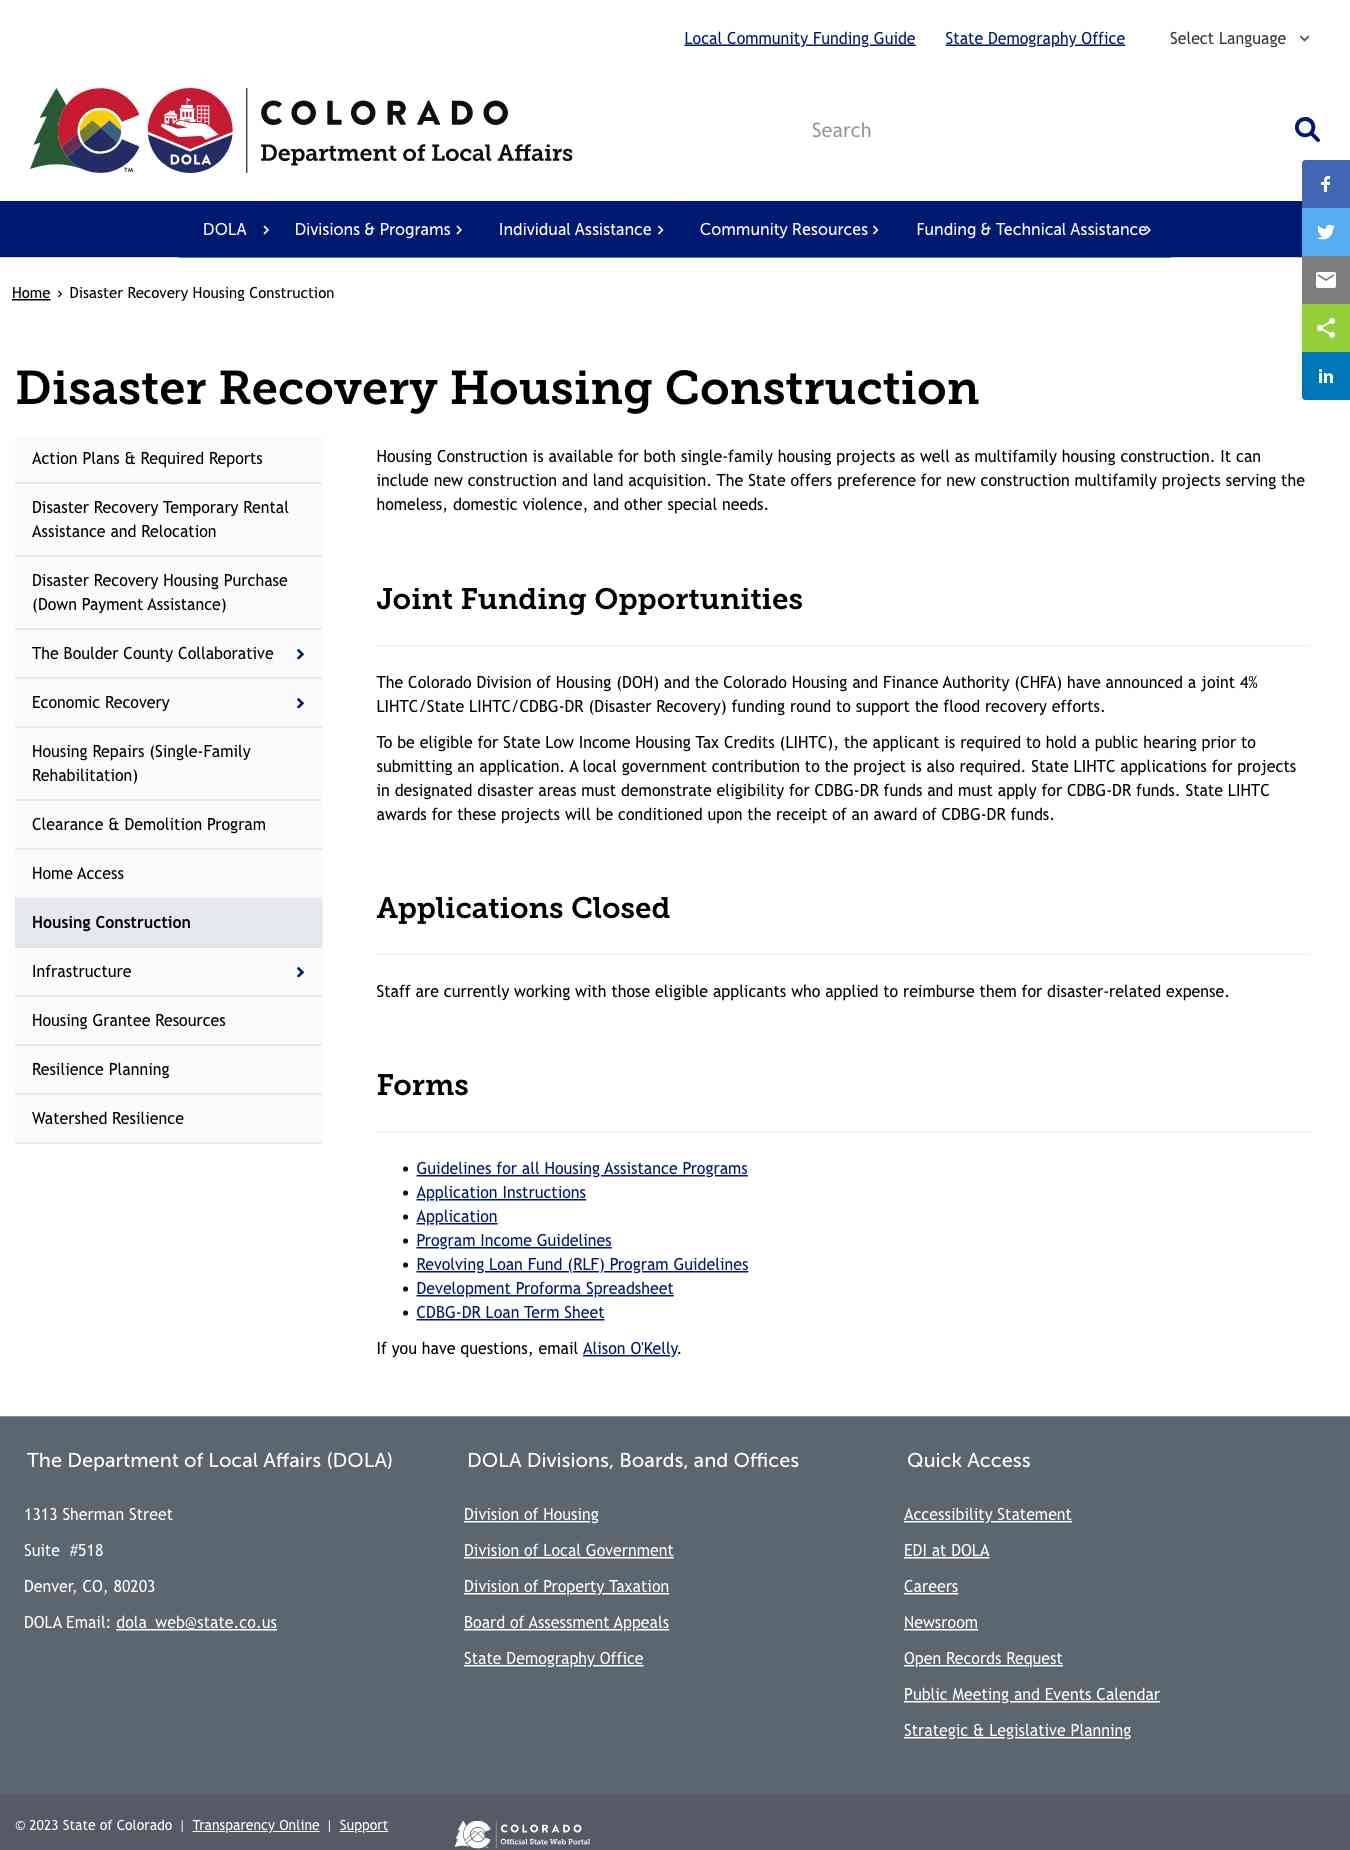 Local Community Funding Guide State Demography Office Select Language
COLORADO
Department of Local Affairs
DOLA
TM
Search
DOLA Divisions & Programs Individual Assistance Community Resources Funding & Technical Assistance
Home › Disaster Recovery Housing Construction
Disaster Recovery Housing Construction
Action Plans & Required Reports
Disaster Recovery Temporary Rental
Assistance and Relocation
Disaster Recovery Housing Purchase
(Down Payment Assistance)
The Boulder County Collaborative
Economic Recovery
Housing Repairs (Single-Family
Rehabilitation)
Clearance & Demolition Program
Home Access
Housing Construction
Infrastructure
Housing Grantee Resources
Resilience Planning
Watershed Resilience
Housing Construction is available for both single-family housing projects as well as multifamily housing construction. It can
include new construction and land acquisition. The State offers preference for new construction multifamily projects serving the
homeless, domestic violence, and other special needs.
Joint Funding Opportunities
The Colorado Division of Housing (DOH) and the Colorado Housing and Finance Authority (CHFA) have announced a joint 4%
LIHTC/State LIHTC/CDBG-DR (Disaster Recovery) funding round to support the flood recovery efforts.
To be eligible for State Low Income Housing Tax Credits (LIHTC), the applicant is required to hold a public hearing prior to
submitting an application. A local government contribution to the project is also required. State LIHTC applications for projects
in designated disaster areas must demonstrate eligibility for CDBG-DR funds and must apply for CDBG-DR funds. State LIHTC
awards for these projects will be conditioned upon the receipt of an award of CDBG-DR funds.
Applications Closed
Staff are currently working with those eligible applicants who applied to reimburse them for disaster-related expense.
Forms
• Guidelines for all Housing Assistance Programs
• Application Instructions
• Application
• Program Income Guidelines
• Revolving Loan Fund (RLF) Program Guidelines
• Development Proforma Spreadsheet
• CDBG-DR Loan Term Sheet
If you have questions, email Alison O'Kelly.
The Department of Local Affairs (DOLA)
1313 Sherman Street
Suite #518
Denver, CO, 80203
DOLA Email: dola_web@state.co.us
DOLA Divisions, Boards, and Offices
Division of Housing
Division of Local Government
Division of Property Taxation
Board of Assessment Appeals
State Demography Office
Quick Access
Accessibility Statement
EDI at DOLA
Careers
Newsroom
Open Records Request
Public Meeting and Events Calendar
Strategic & Legislative Planning
© 2023 State of Colorado | Transparency Online | Support
COLORADO
Official State Web Portal